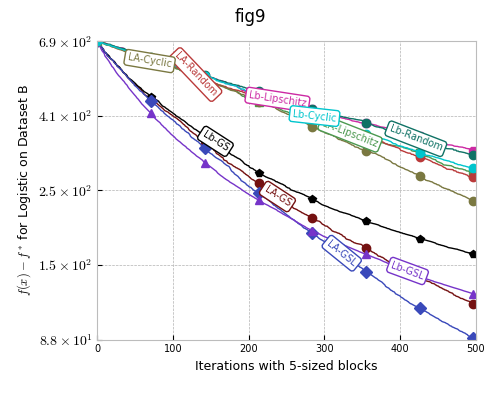 fig9
6.9 × 10²
4.1 × 10²
2.5 × 10²
1.5 × 10²
8.8 × 10¹
f(x) − f* for Logistic on Dataset B
LA-Cyclic
LA-Random
Lb-Lipschitz
Lb-Cyclic
Lipschitz
Lb-Random
Lb-GS
LA-GS
LA-GSL
Lb-GSL
0 100 200 300 400 500
Iterations with 5-sized blocks